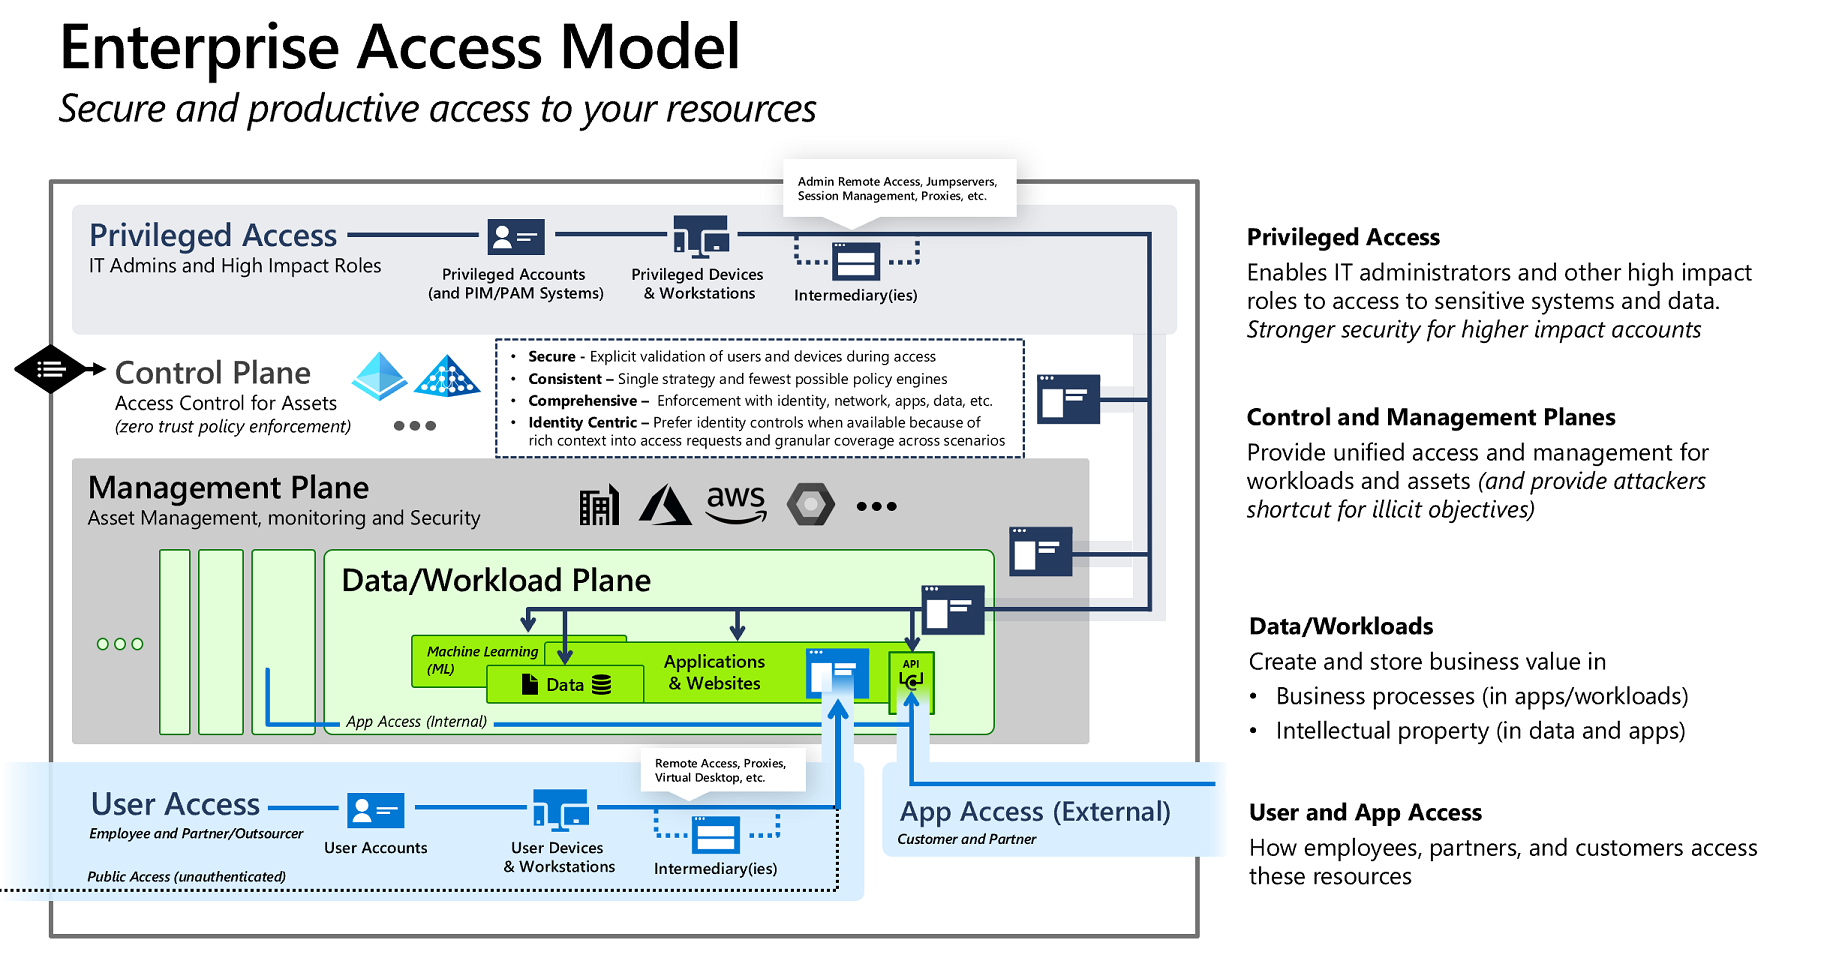 Enterprise Access Model
Secure and productive access to your resources
Admin Remote Access, Jumpservers,
Session Management, Proxies, etc.
Privileged Access
IT Admins and High Impact Roles
Privileged Accounts
(and PIM/PAM Systems)
Privileged Devices
& Workstations
Intermediary(ies)
Control Plane
Access Control for Assets
(zero trust policy enforcement)
• Secure - Explicit validation of users and devices during access
• Consistent – Single strategy and fewest possible policy engines
• Comprehensive – Enforcement with identity, network, apps, data, etc.
• Identity Centric – Prefer identity controls when available because of
rich context into access requests and granular coverage across scenarios
Management Plane
Asset Management, monitoring and Security
aws
Data/Workload Plane
Machine Learning
(ML)
Data
Applications
& Websites
API
App Access (Internal)
Remote Access, Proxies,
Virtual Desktop, etc.
User Access
Employee and Partner/Outsourcer
Public Access (unauthenticated)
User Accounts
User Devices
& Workstations
Intermediary(ies)
App Access (External)
Customer and Partner
Privileged Access
Enables IT administrators and other high impact
roles to access to sensitive systems and data.
Stronger security for higher impact accounts
Control and Management Planes
Provide unified access and management for
workloads and assets (and provide attackers
shortcut for illicit objectives)
Data/Workloads
Create and store business value in
• Business processes (in apps/workloads)
• Intellectual property (in data and apps)
User and App Access
How employees, partners, and customers access
these resources